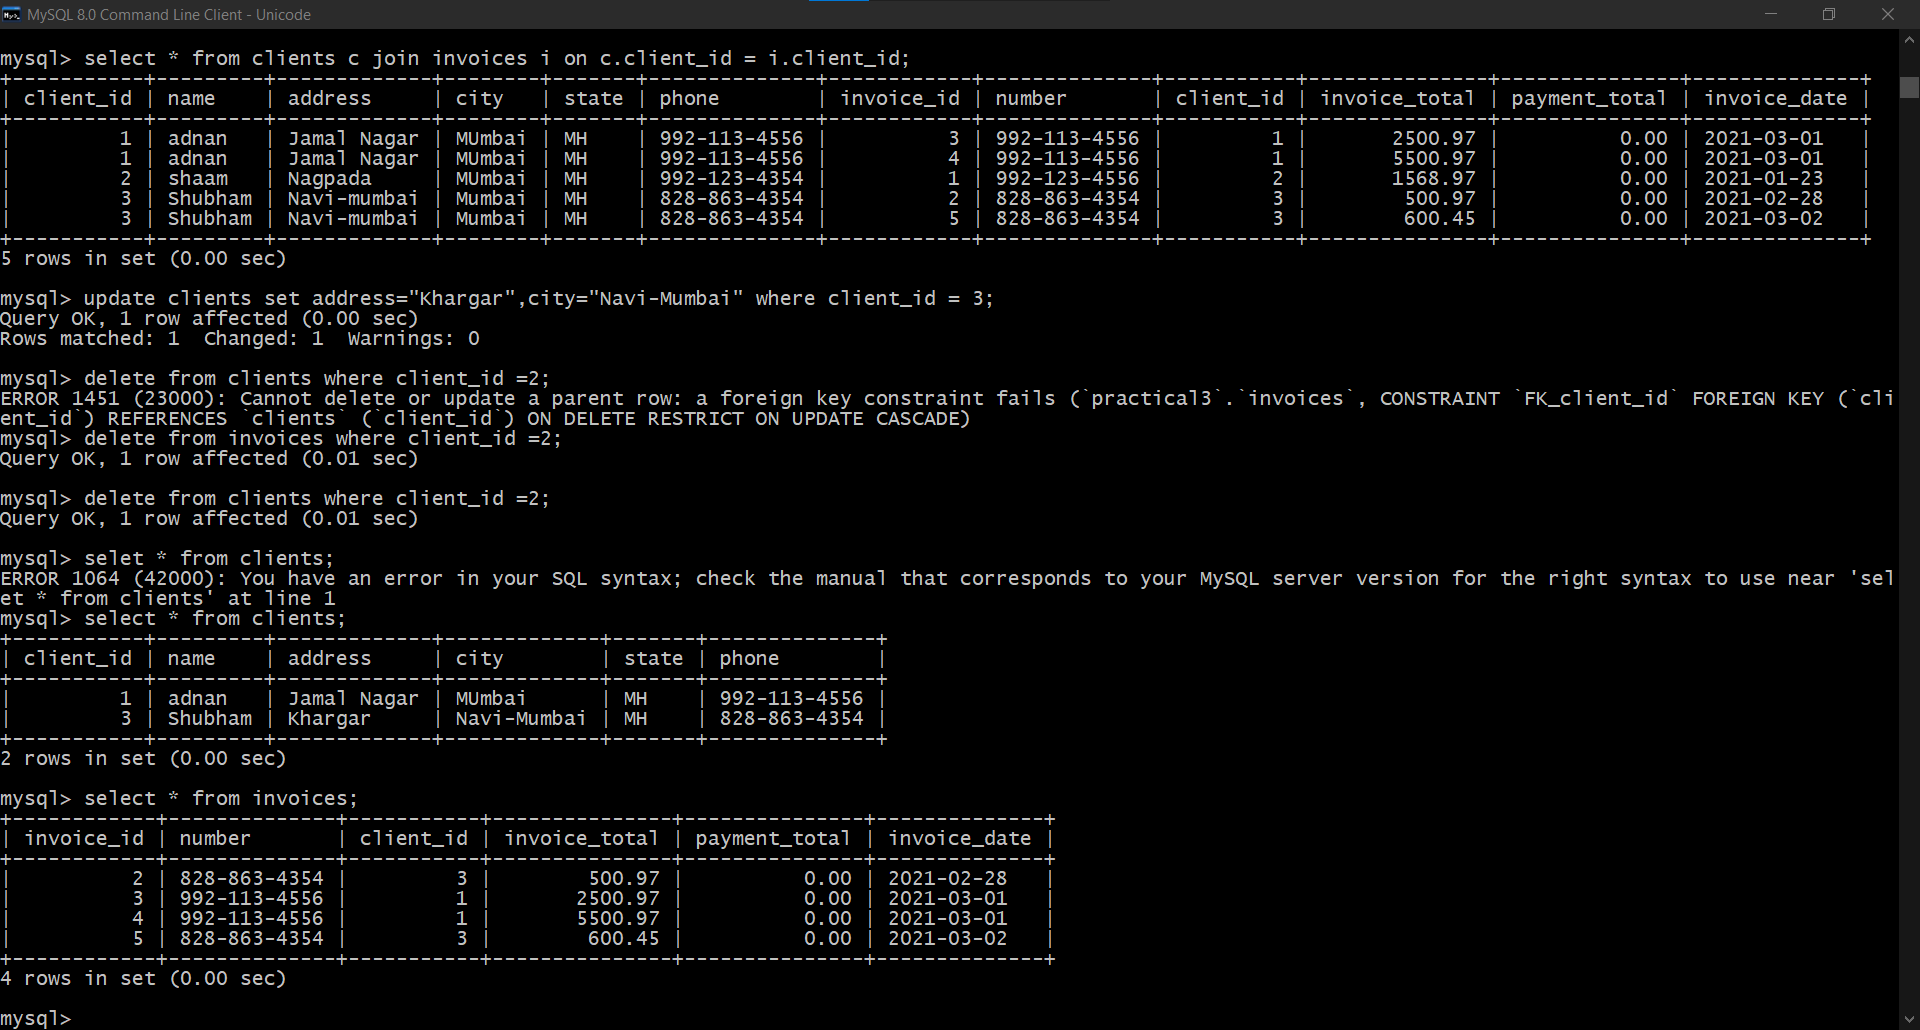 MySQL 8.0 Command Line Client - Unicode
mysql> select * from clients c join invoices i on c.client_id = i.client_id;
+-----------+---------+-------------+--------+-------+--------------+------------+--------------+-----------+---------------+---------------+--------------+
| client_id | name    | address     | city   | state | phone        | invoice_id | number       | client_id | invoice_total | payment_total | invoice_date |
+-----------+---------+-------------+--------+-------+--------------+------------+--------------+-----------+---------------+---------------+--------------+
|         1 | adnan   | Jamal Nagar | MUmbai | MH    | 992-113-4556 |          3 | 992-113-4556 |         1 |       2500.97 |          0.00 | 2021-03-01   |
|         1 | adnan   | Jamal Nagar | MUmbai | MH    | 992-113-4556 |          4 | 992-113-4556 |         1 |       5500.97 |          0.00 | 2021-03-01   |
|         2 | shaam   | Nagpada     | MUmbai | MH    | 992-123-4354 |          1 | 992-123-4556 |         2 |       1568.97 |          0.00 | 2021-01-23   |
|         3 | Shubham | Navi-mumbai | Mumbai | MH    | 828-863-4354 |          2 | 828-863-4354 |         3 |        500.97 |          0.00 | 2021-02-28   |
|         3 | Shubham | Navi-mumbai | Mumbai | MH    | 828-863-4354 |          5 | 828-863-4354 |         3 |        600.45 |          0.00 | 2021-03-02   |
+-----------+---------+-------------+--------+-------+--------------+------------+--------------+-----------+---------------+---------------+--------------+
5 rows in set (0.00 sec)
mysql> update clients set address="Khargar",city="Navi-Mumbai" where client_id = 3;
Query OK, 1 row affected (0.00 sec)
Rows matched: 1  Changed: 1  Warnings: 0
mysql> delete from clients where client_id =2;
ERROR 1451 (23000): Cannot delete or update a parent row: a foreign key constraint fails (`practical3`.`invoices`, CONSTRAINT `FK_client_id` FOREIGN KEY (`cli
ent_id`) REFERENCES `clients` (`client_id`) ON DELETE RESTRICT ON UPDATE CASCADE)
mysql> delete from invoices where client_id =2;
Query OK, 1 row affected (0.01 sec)
mysql> delete from clients where client_id =2;
Query OK, 1 row affected (0.01 sec)
mysql> selet * from clients;
ERROR 1064 (42000): You have an error in your SQL syntax; check the manual that corresponds to your MySQL server version for the right syntax to use near 'sel
et * from clients' at line 1
mysql> select * from clients;
+-----------+---------+-------------+-------------+-------+--------------+
| client_id | name    | address     | city        | state | phone        |
+-----------+---------+-------------+-------------+-------+--------------+
|         1 | adnan   | Jamal Nagar | MUmbai      | MH    | 992-113-4556 |
|         3 | Shubham | Khargar     | Navi-Mumbai | MH    | 828-863-4354 |
+-----------+---------+-------------+-------------+-------+--------------+
2 rows in set (0.00 sec)
mysql> select * from invoices;
+------------+--------------+-----------+---------------+---------------+--------------+
| invoice_id | number       | client_id | invoice_total | payment_total | invoice_date |
+------------+--------------+-----------+---------------+---------------+--------------+
|          2 | 828-863-4354 |         3 |        500.97 |          0.00 | 2021-02-28   |
|          3 | 992-113-4556 |         1 |       2500.97 |          0.00 | 2021-03-01   |
|          4 | 992-113-4556 |         1 |       5500.97 |          0.00 | 2021-03-01   |
|          5 | 828-863-4354 |         3 |        600.45 |          0.00 | 2021-03-02   |
+------------+--------------+-----------+---------------+---------------+--------------+
4 rows in set (0.00 sec)
mysql>